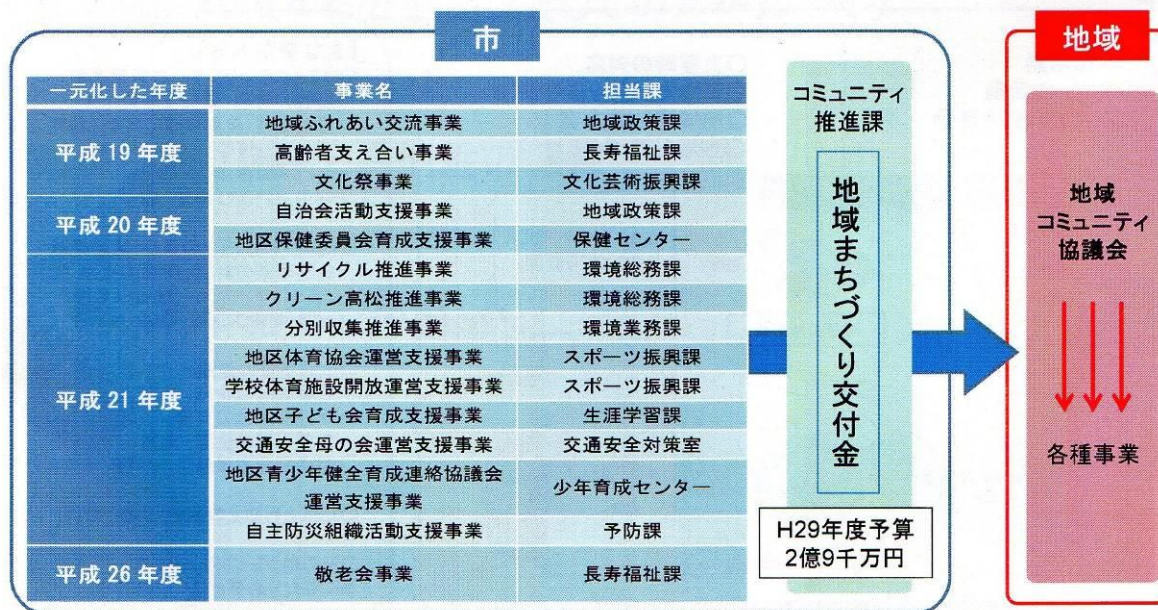 市
一元化した年度 事業名 担当課
平成 19 年度
地域ふれあい交流事業 地域政策課
高齢者支え合い事業 長寿福祉課
文化祭事業 文化芸術振興課
平成 20 年度
自治会活動支援事業 地域政策課
地区保健委員会育成支援事業 保健センター
平成 21 年度
リサイクル推進事業 環境総務課
クリーン高松推進事業 環境総務課
分別収集推進事業 環境業務課
地区体育協会運営支援事業 スポーツ振興課
学校体育施設開放運営支援事業 スポーツ振興課
地区子ども会育成支援事業 生涯学習課
交通安全母の会運営支援事業 交通安全対策室
地区青少年健全育成連絡協議会
運営支援事業 少年育成センター
自主防災組織活動支援事業 予防課
平成 26 年度 敬老会事業 長寿福祉課
コミュニティ
推進課
地域まちづくり交付金
H29年度予算
2億9千万円
地域
地域
コミュニティ
協議会
各種事業